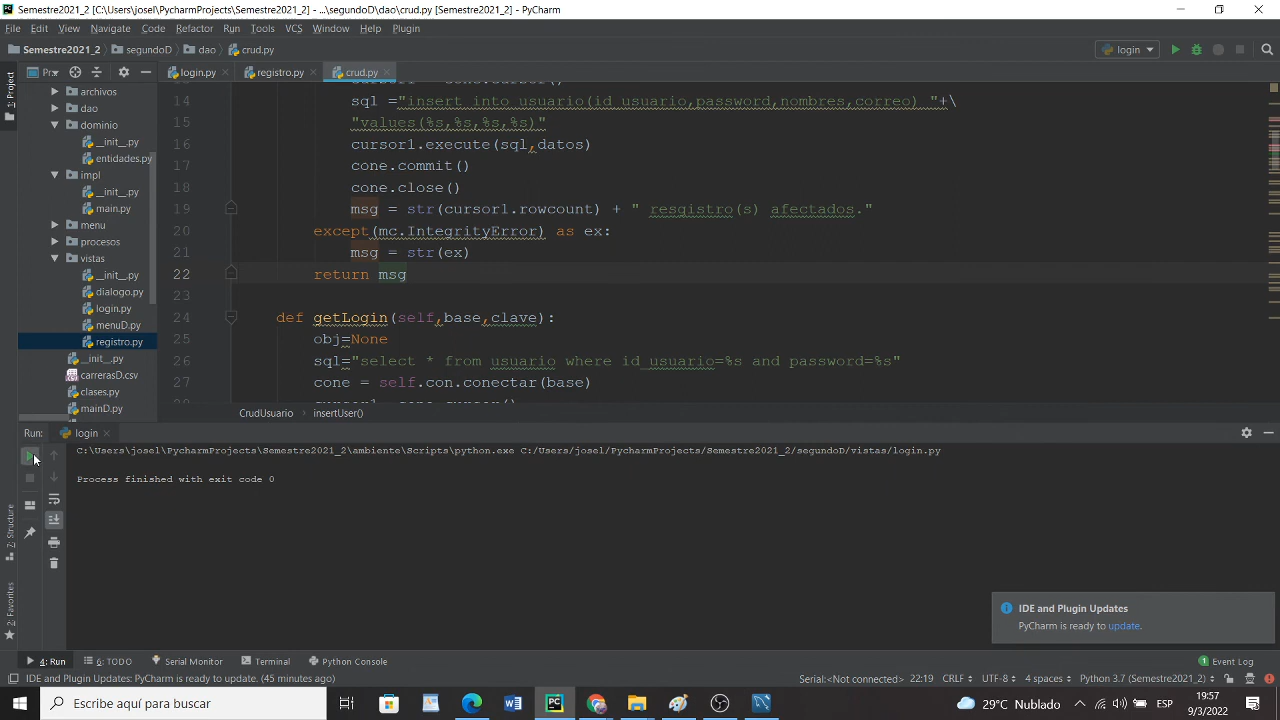 Semestre2021_2 [C:\Users\josel\PycharmProjects\Semestre2021_2] - ...\segundoD\dao\crud.py [Semestre2021_2] - PyCharm
File Edit View Navigate Code Refactor Run Tools VCS Window Help Plugin
Semestre2021_2 segundoD dao crud.py login
Pr login.py registro.py crud.py
1: Project
archivos
dao
dominio
__init__.py
entidades.py
impl
__init__.py
main.py
menu
procesos
vistas
__init__.py
dialogo.py
login.py
menuD.py
registro.py
__init__.py
carrerasD.csv
clases.py
mainD.py
14 sql ="insert into usuario(id_usuario,password,nombres,correo) "+\
15 "values(%s,%s,%s,%s)"
16 cursor1.execute(sql,datos)
17 cone.commit()
18 cone.close()
19 msg = str(cursor1.rowcount) + " resgistro(s) afectados."
20 except(mc.IntegrityError) as ex:
21 msg = str(ex)
22 return msg
23
24 def getLogin(self,base,clave):
25 obj=None
26 sql="select * from usuario where id_usuario=%s and password=%s"
27 cone = self.con.conectar(base)
CrudUsuario insertUser()
Run: login
C:\Users\josel\PycharmProjects\Semestre2021_2\ambiente\Scripts\python.exe C:/Users/josel/PycharmProjects/Semestre2021_2/segundoD/vistas/login.py
Process finished with exit code 0
7: Structure
2: Favorites
IDE and Plugin Updates
PyCharm is ready to update.
4: Run 6: TODO Serial Monitor Terminal Python Console 1 Event Log
IDE and Plugin Updates: PyCharm is ready to update. (45 minutes ago) Serial:<Not connected> 22:19 CRLF UTF-8 4 spaces Python 3.7 (Semestre2021_2)
Escribe aquí para buscar 29°C Nublado ESP 19:57
9/3/2022